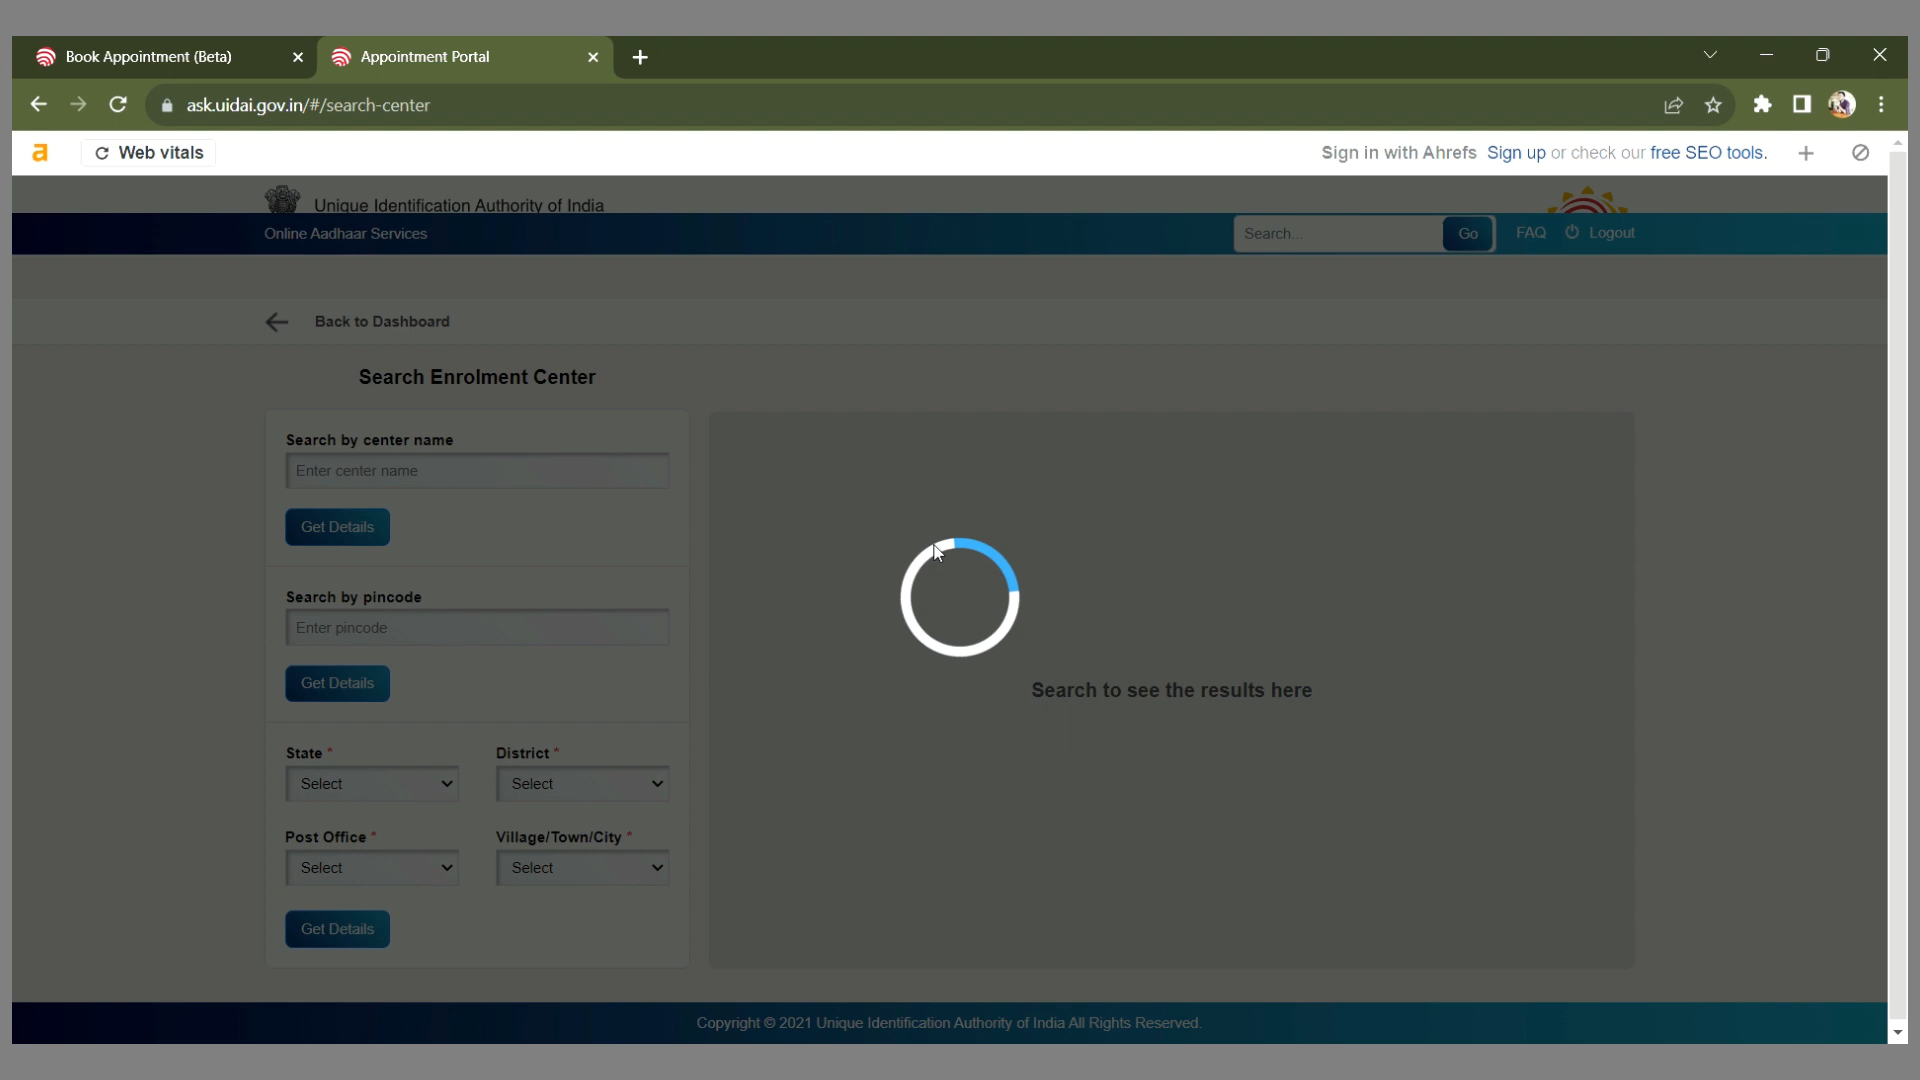 Book Appointment (Beta)
Appointment Portal
ask.uidai.gov.in/#/search-center
a
Web vitals
Sign in with Ahrefs Sign up or check our free SEO tools.
Unique Identification Authority of India
Online Aadhaar Services
Search...
Go
FAQ
Logout
Back to Dashboard
Search Enrolment Center
Search by center name
Enter center name
Get Details
Search by pincode
Enter pincode
Get Details
Search to see the results here
State *
District *
Select
Select
Post Office *
Village/Town/City *
Select
Select
Get Details
Copyright © 2021 Unique Identification Authority of India All Rights Reserved.